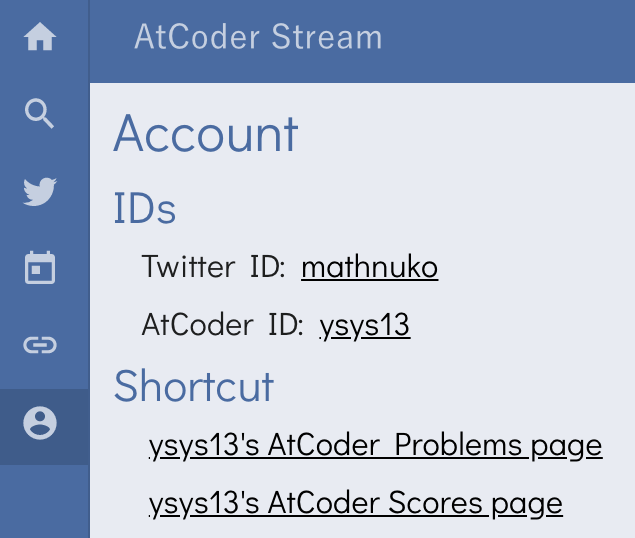 AtCoder Stream
Account
IDs
Twitter ID: mathnuko
AtCoder ID: ysys13
Shortcut
ysys13's AtCoder Problems page
ysys13's AtCoder Scores page